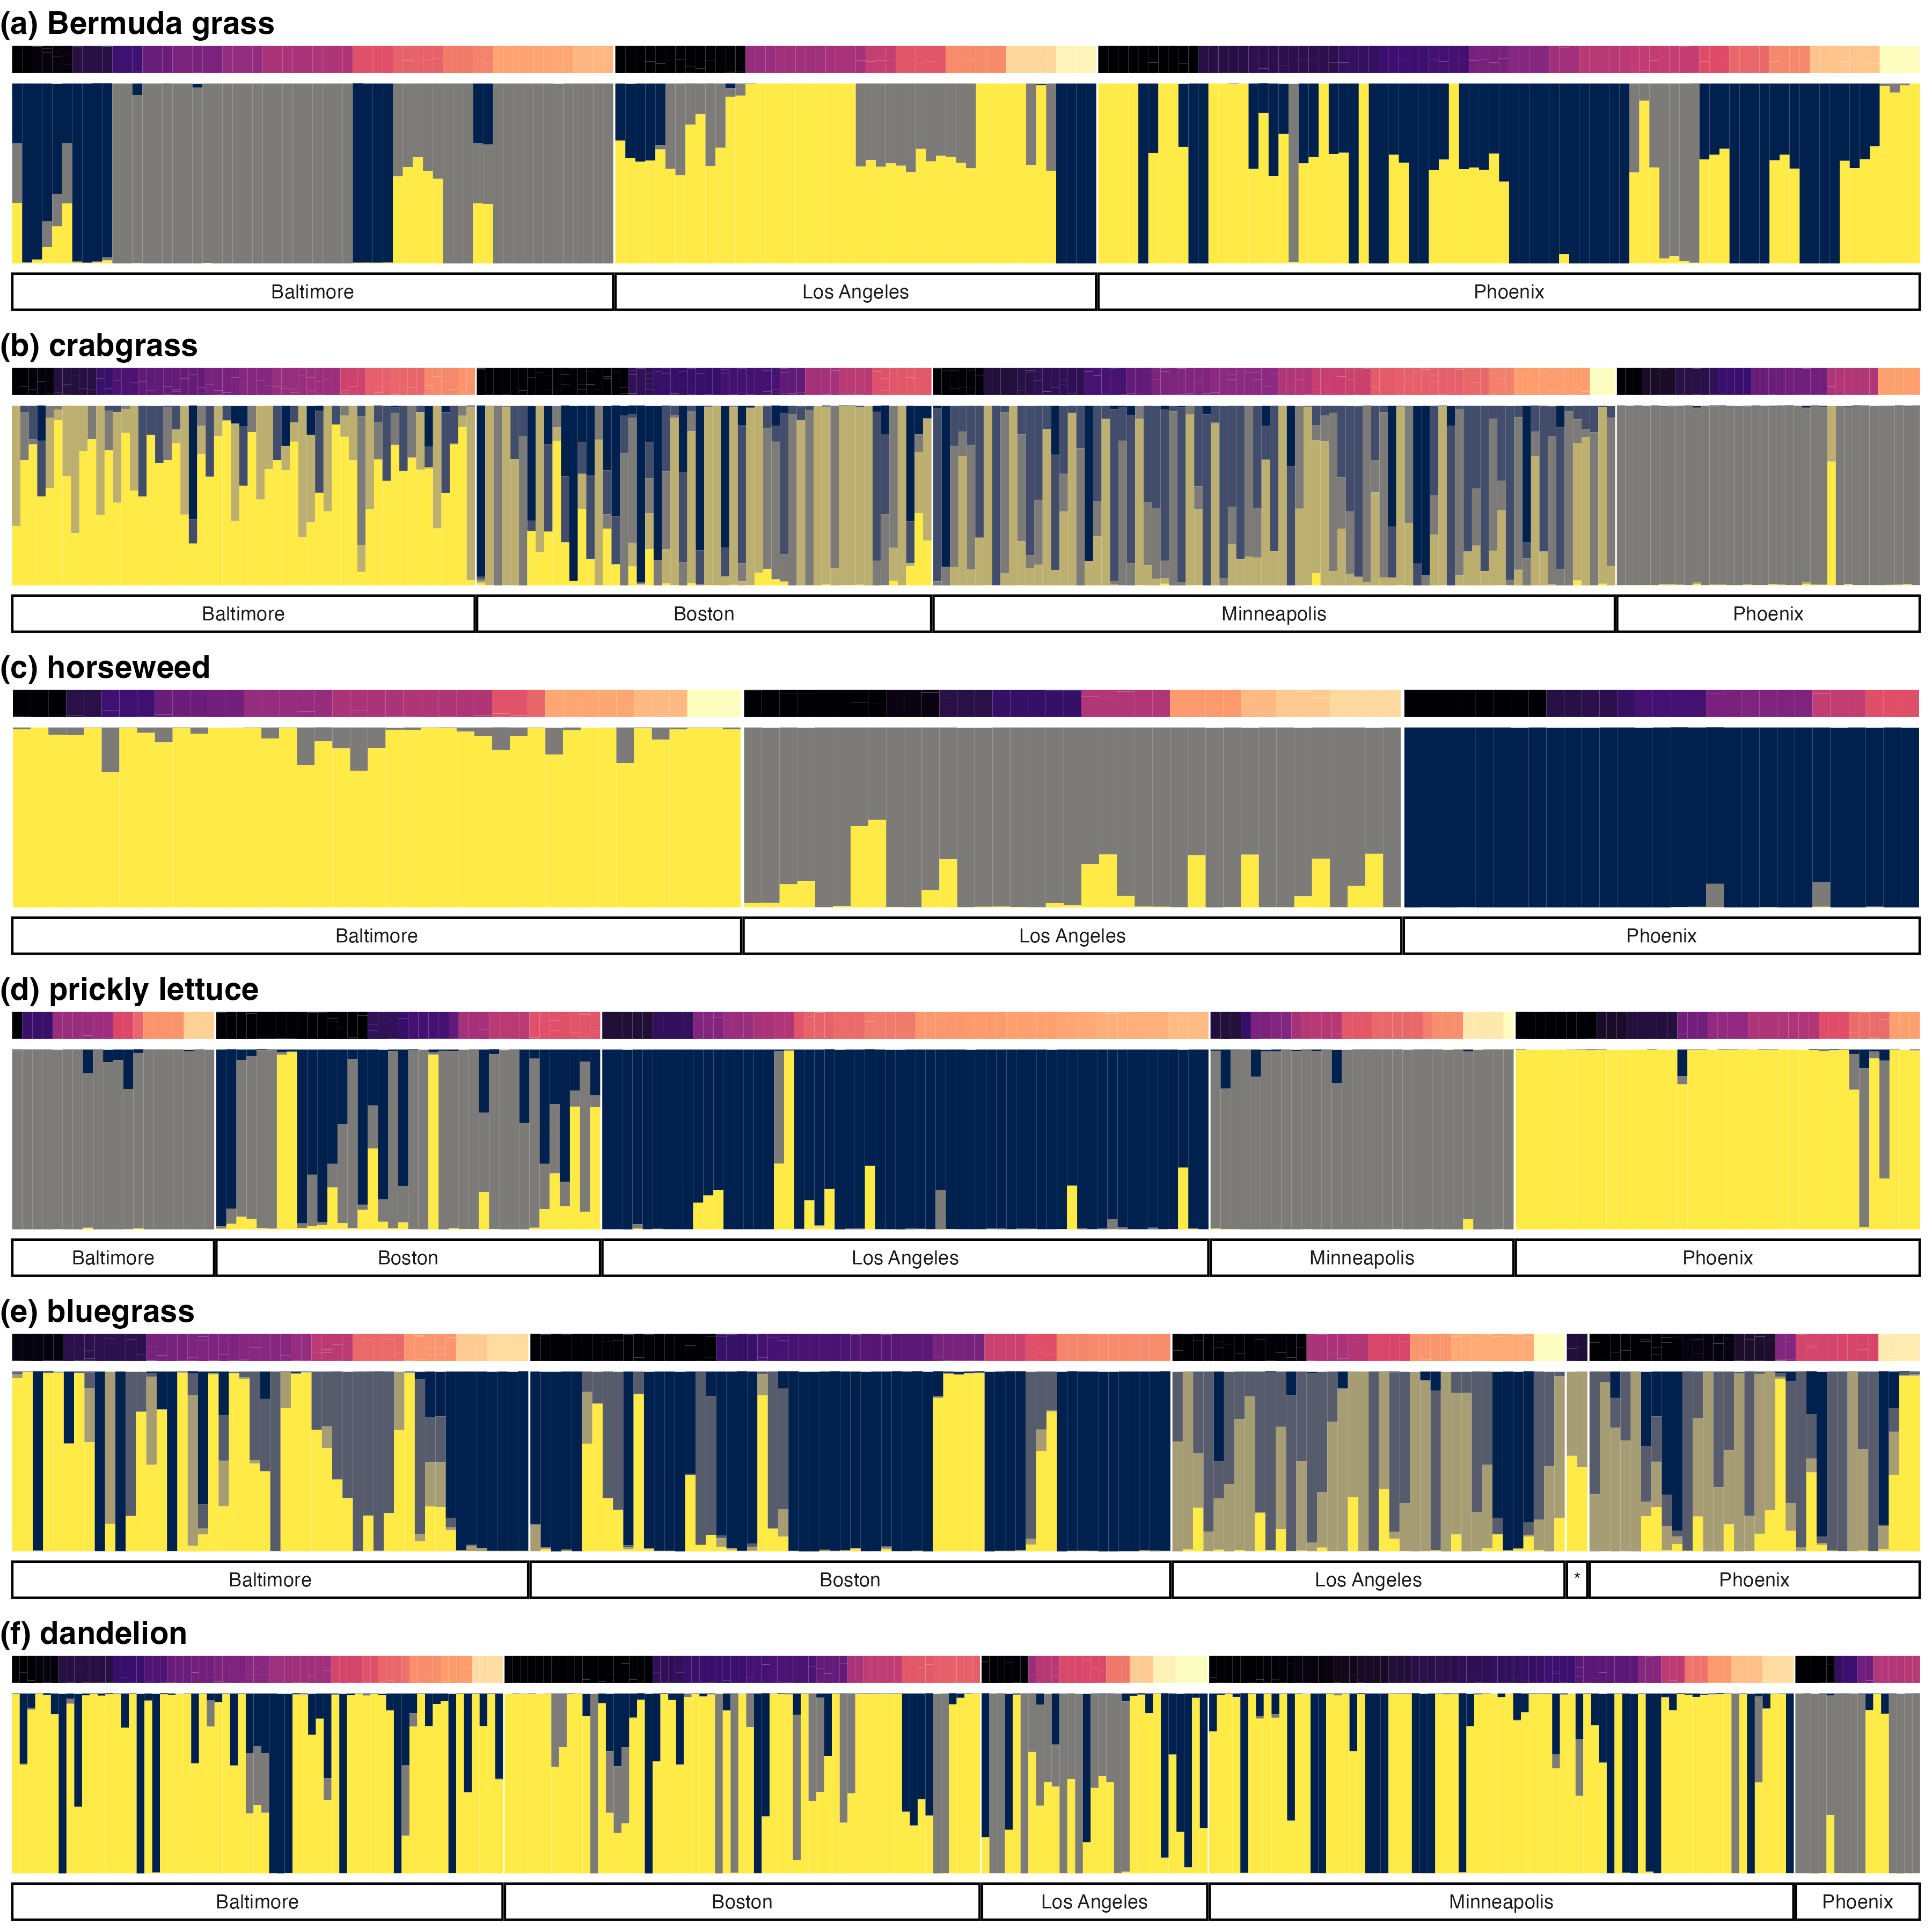 (a) Bermuda grass
Baltimore Los Angeles Phoenix
(b) crabgrass
Baltimore Boston Minneapolis Phoenix
(c) horseweed
Baltimore Los Angeles Phoenix
(d) prickly lettuce
Baltimore Boston Los Angeles Minneapolis Phoenix
(e) bluegrass
Baltimore Boston Los Angeles * Phoenix
(f) dandelion
Baltimore Boston Los Angeles Minneapolis Phoenix